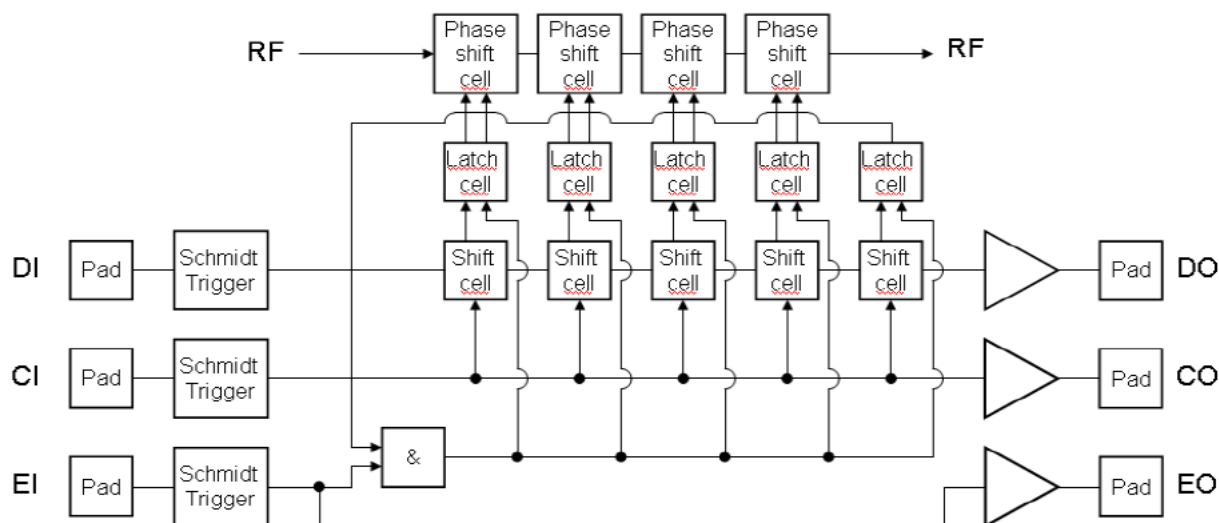 RF
Phase
shift
cell
Phase
shift
cell
Phase
shift
cell
Phase
shift
cell
RF
Latch
cell
Latch
cell
Latch
cell
Latch
cell
Latch
cell
DI
Pad
Schmidt
Trigger
Shift
cell
Shift
cell
Shift
cell
Shift
cell
Shift
cell
Pad
DO
CI
Pad
Schmidt
Trigger
Pad
CO
EI
Pad
Schmidt
Trigger
&
Pad
EO